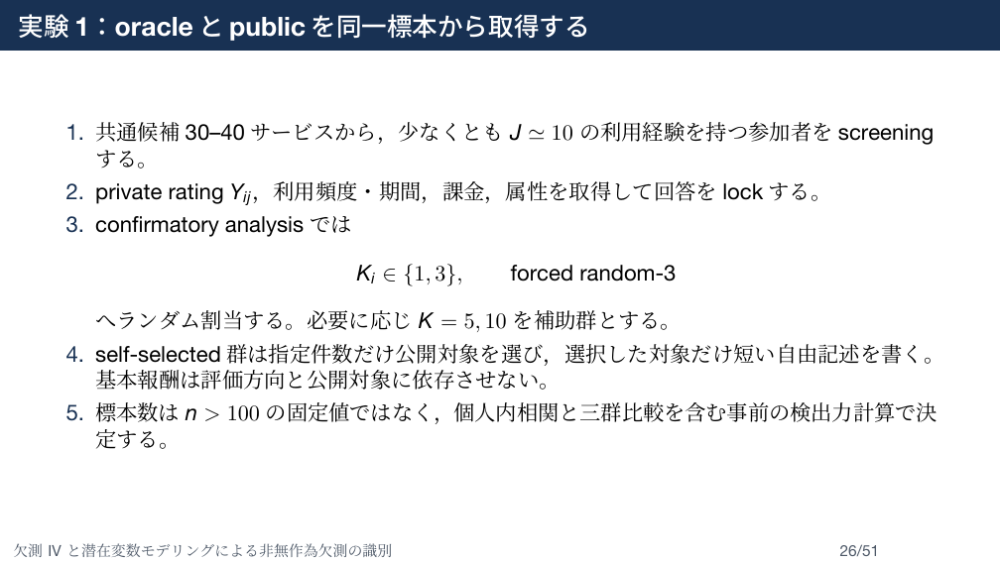 実験 1：oracle と public を同一標本から取得する
1. 共通候補 30–40 サービスから，少なくとも J ≃ 10 の利用経験を持つ参加者を screening
する。
2. private rating Yij，利用頻度・期間，課金，属性を取得して回答を lock する。
3. confirmatory analysis では
Ki ∈ {1, 3},　　forced random-3
へランダム割当する。必要に応じ K = 5, 10 を補助群とする。
4. self-selected 群は指定件数だけ公開対象を選び，選択した対象だけ短い自由記述を書く。
基本報酬は評価方向と公開対象に依存させない。
5. 標本数は n > 100 の固定値ではなく，個人内相関と三群比較を含む事前の検出力計算で決
定する。
欠測 IV と潜在変数モデリングによる非無作為欠測の識別
26/51